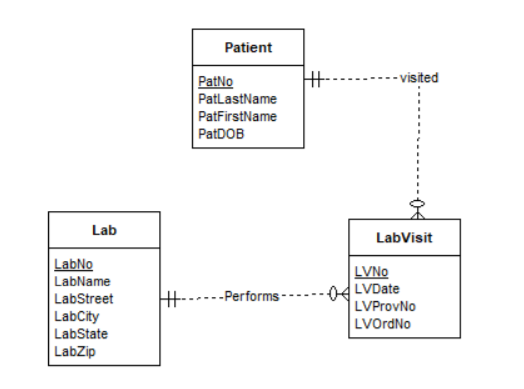 Patient
PatNo
PatLastName
PatFirstName
PatDOB
visited
Lab
LabNo
LabName
LabStreet
LabCity
LabState
LabZip
Performs
LabVisit
LVNo
LVDate
LVProvNo
LVOrdNo